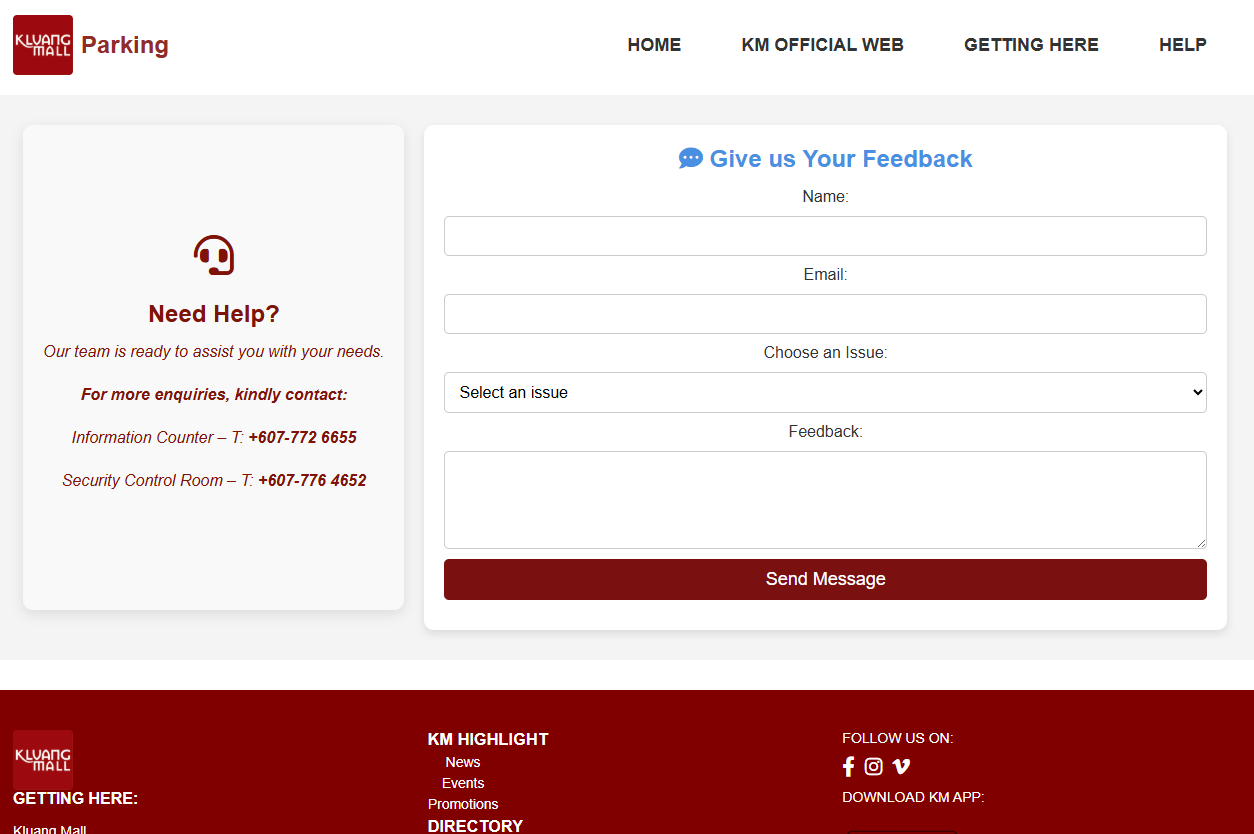 KLUANG
MALL
Parking
HOME
KM OFFICIAL WEB
GETTING HERE
HELP
Need Help?
Our team is ready to assist you with your needs.
For more enquiries, kindly contact:
Information Counter – T: +607-772 6655
Security Control Room – T: +607-776 4652
Give us Your Feedback
Name:
Email:
Choose an Issue:
Select an issue
Feedback:
Send Message
KLUANG
MALL
GETTING HERE:
Kluang Mall
KM HIGHLIGHT
News
Events
Promotions
DIRECTORY
FOLLOW US ON:
DOWNLOAD KM APP: